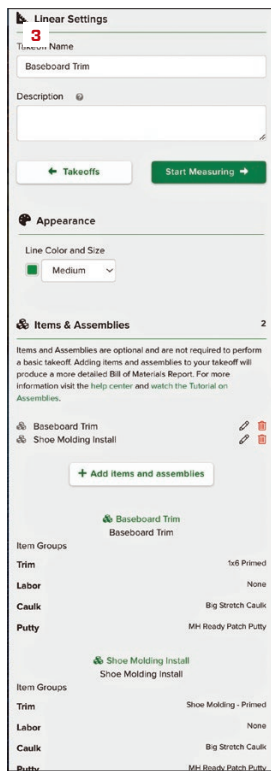 Linear Settings
3
Takeoff Name
Baseboard Trim
Description
Takeoffs
Start Measuring
Appearance
Line Color and Size
Medium
Items & Assemblies 2
Items and Assemblies are optional and are not required to perform
a basic takeoff. Adding items and assemblies to your takeoff will
produce a more detailed Bill of Materials Report. For more
information visit the help center and watch the Tutorial on
Assemblies.
Baseboard Trim
Shoe Molding Install
+ Add items and assemblies
Baseboard Trim
Baseboard Trim
Item Groups
Trim 1x6 Primed
Labor None
Caulk Big Stretch Caulk
Putty MH Ready Patch Putty
Shoe Molding Install
Shoe Molding Install
Item Groups
Trim Shoe Molding - Primed
Labor None
Caulk Big Stretch Caulk
Putty MH Ready Patch Putty